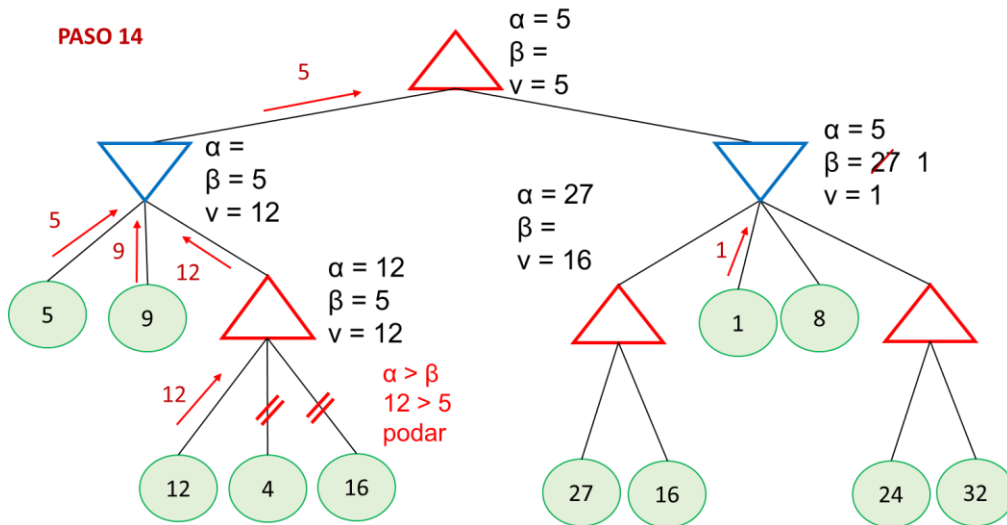 PASO 14
α = 5
β =
v = 5
5
α =
β = 5
v = 12
α = 5
β = 27 1
v = 1
α = 27
β =
v = 16
5
9
12
1
α = 12
β = 5
v = 12
5
9
1
8
12
α > β
12 > 5
podar
12
4
16
27
16
24
32